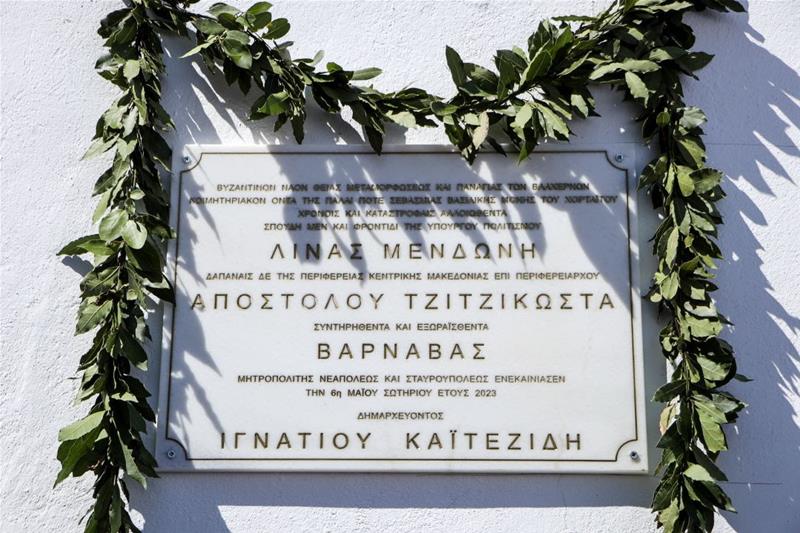 ΒΥΖΑΝΤΙΝΟΝ ΝΑΟΝ ΘΕΙΑΣ ΜΕΤΑΜΟΡΦΩΣΕΩΣ ΚΑΙ ΠΑΝΑΓΙΑΣ ΤΩΝ ΒΛΑΧΕΡΝΩΝ
ΚΟΙΜΗΤΗΡΙΑΚΟΝ ΟΝΤΑ ΤΗΣ ΠΑΛΑΙ ΠΟΤΕ ΣΕΒΑΣΜΙΑΣ ΒΑΣΙΛΙΚΗΣ ΜΟΝΗΣ ΤΟΥ ΧΟΡΤΑΪΤΟΥ
ΧΡΟΝΟΙΣ ΚΑΙ ΚΑΤΑΣΤΡΟΦΑΙΣ ΑΛΛΟΙΩΘΕΝΤΑ
ΣΠΟΥΔΗ ΜΕΝ ΚΑΙ ΦΡΟΝΤΙΔΙ ΤΗΣ ΥΠΟΥΡΓΟΥ ΠΟΛΙΤΙΣΜΟΥ
ΛΙΝΑΣ ΜΕΝΔΩΝΗ
ΔΑΠΑΝΑΙΣ ΔΕ ΤΗΣ ΠΕΡΙΦΕΡΕΙΑΣ ΚΕΝΤΡΙΚΗΣ ΜΑΚΕΔΟΝΙΑΣ ΕΠΙ ΠΕΡΙΦΕΡΕΙΑΡΧΟΥ
ΑΠΟΣΤΟΛΟΥ ΤΖΙΤΖΙΚΩΣΤΑ
ΣΥΝΤΗΡΗΘΕΝΤΑ ΚΑΙ ΕΞΩΡΑΪΣΘΕΝΤΑ
ΒΑΡΝΑΒΑΣ
ΜΗΤΡΟΠΟΛΙΤΗΣ ΝΕΑΠΟΛΕΩΣ ΚΑΙ ΣΤΑΥΡΟΥΠΟΛΕΩΣ ΕΝΕΚΑΙΝΙΑΣΕΝ
ΤΗΝ 6η ΜΑΪΟΥ ΣΩΤΗΡΙΟΥ ΕΤΟΥΣ 2023
ΔΗΜΑΡΧΕΥΟΝΤΟΣ
ΙΓΝΑΤΙΟΥ ΚΑΪΤΕΖΙΔΗ